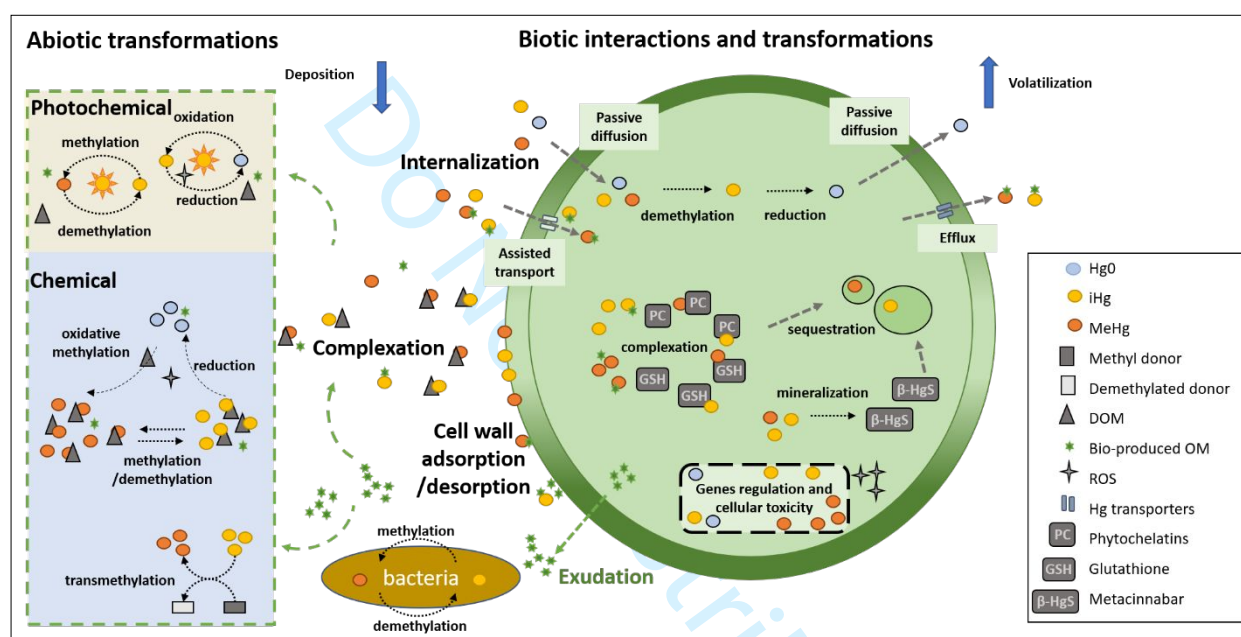 Abiotic transformations
Biotic interactions and transformations
Deposition
Volatilization
Photochemical
oxidation
methylation
reduction
demethylation
Passive
diffusion
Passive
diffusion
Internalization
demethylation
reduction
Assisted
transport
Efflux
Chemical
oxidative
methylation
reduction
methylation
/demethylation
transmethylation
Complexation
PC
PC
PC
complexation
GSH
GSH
GSH
sequestration
mineralization
β-HgS
β-HgS
Cell wall
adsorption
/desorption
Genes regulation and
cellular toxicity
methylation
bacteria
demethylation
Exudation
Hg0
iHg
MeHg
Methyl donor
Demethylated donor
DOM
Bio-produced OM
ROS
Hg transporters
PC Phytochelatins
GSH Glutathione
β-HgS Metacinnabar